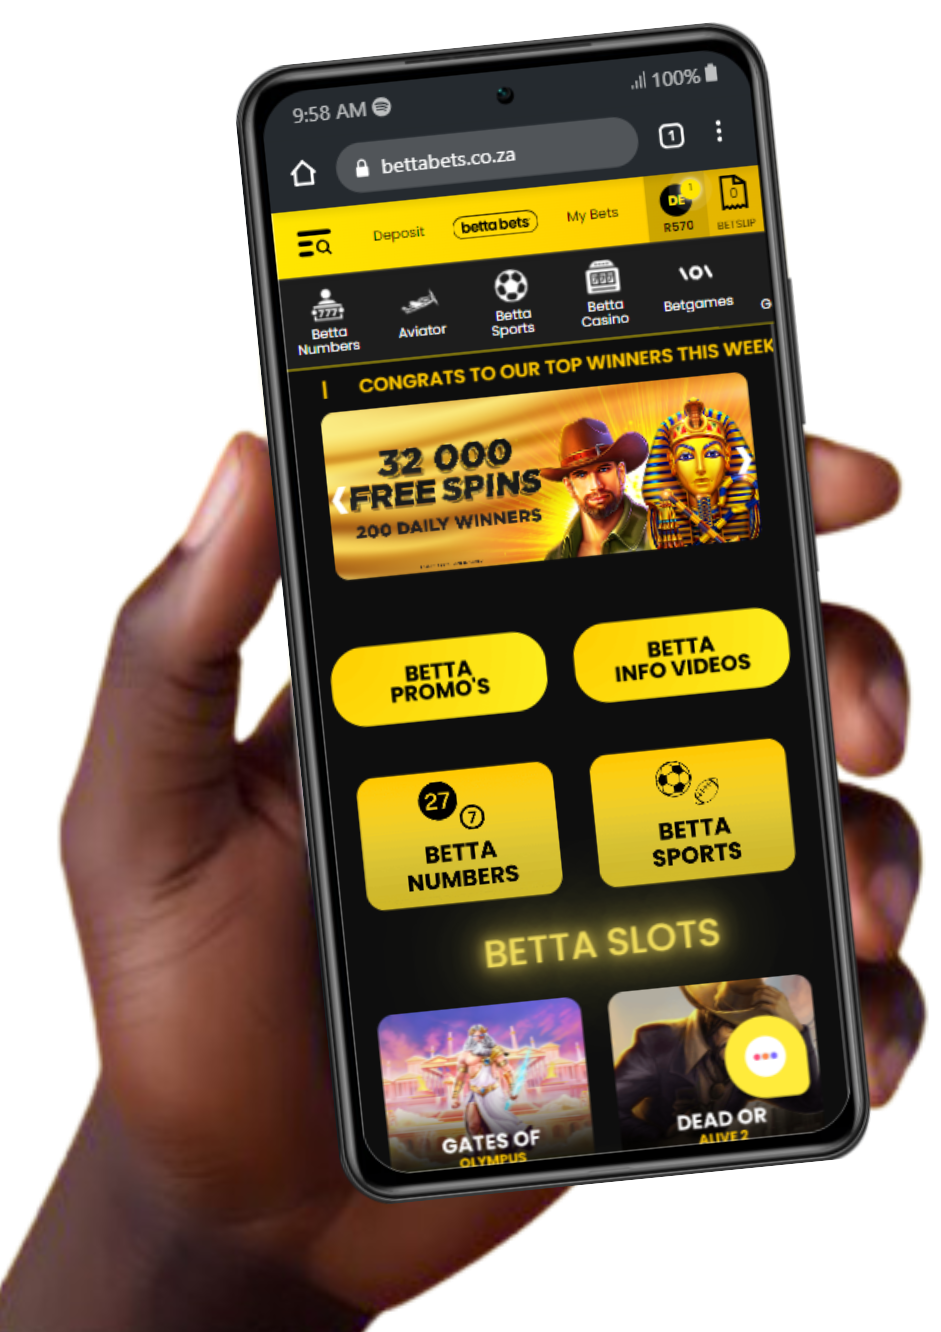 9:58 AM
100%
bettabets.co.za
1
Deposit
betta bets
My Bets
DE
1
R570
0
BETSLIP
777
Betta
Numbers
Aviator
Betta
Sports
Betta
Casino
Betgames
G
| CONGRATS TO OUR TOP WINNERS THIS WEEK
32 000
FREE SPINS
200 DAILY WINNERS
BETTA
PROMO'S
BETTA
INFO VIDEOS
27
7
BETTA
NUMBERS
BETTA
SPORTS
BETTA SLOTS
GATES OF
OLYMPUS
DEAD OR
ALIVE 2